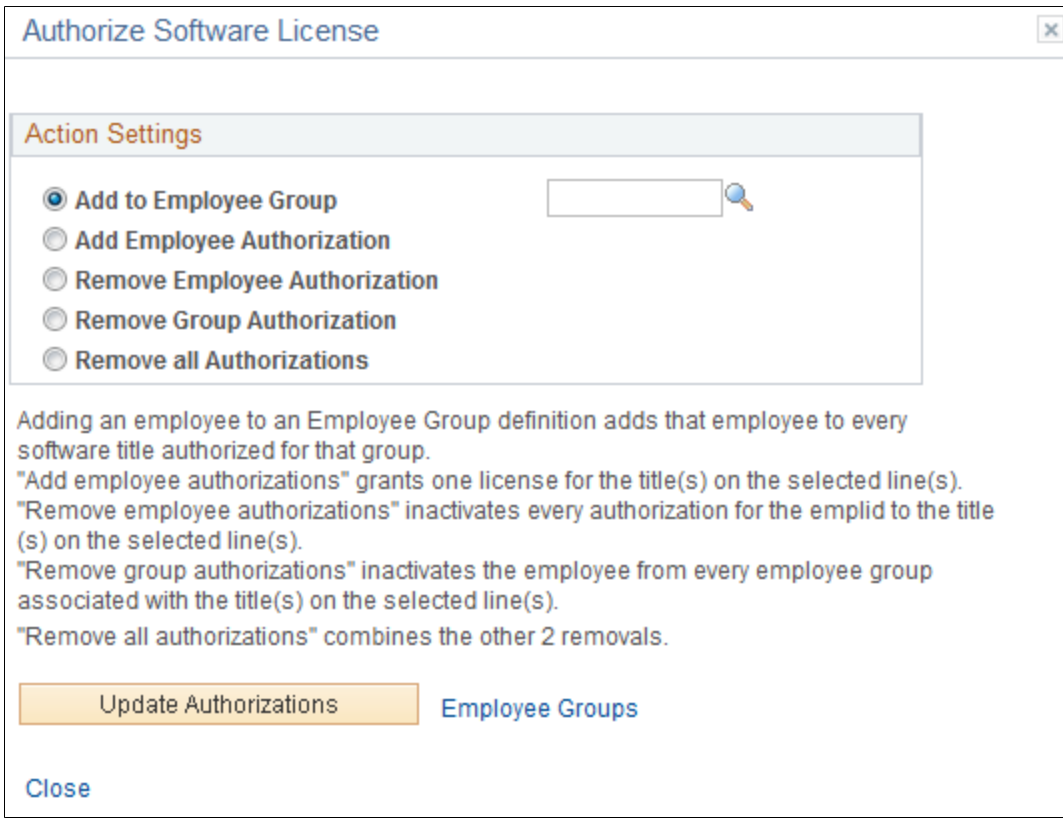 Authorize Software License
Action Settings
Add to Employee Group
Add Employee Authorization
Remove Employee Authorization
Remove Group Authorization
Remove all Authorizations
Adding an employee to an Employee Group definition adds that employee to every
software title authorized for that group.
"Add employee authorizations" grants one license for the title(s) on the selected line(s).
"Remove employee authorizations" inactivates every authorization for the emplid to the title
(s) on the selected line(s).
"Remove group authorizations" inactivates the employee from every employee group
associated with the title(s) on the selected line(s).
"Remove all authorizations" combines the other 2 removals.
Update Authorizations
Employee Groups
Close